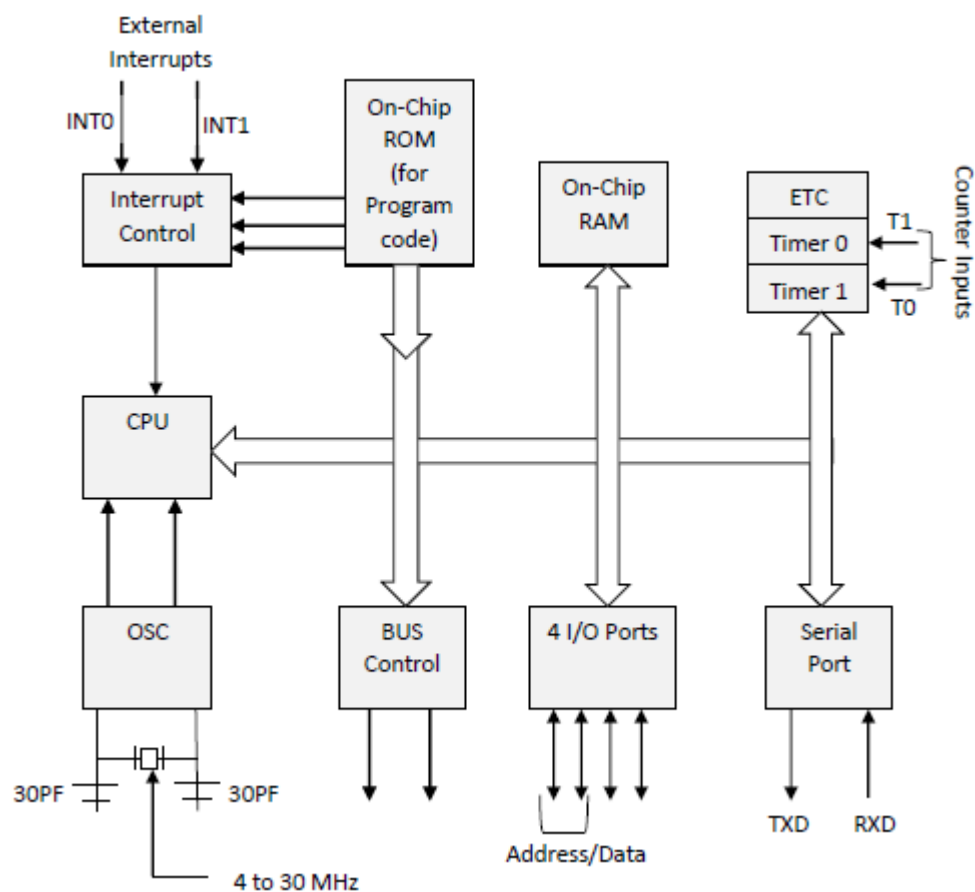 External
Interrupts
INT0
INT1
Interrupt
Control
On-Chip
ROM
(for
Program
code)
On-Chip
RAM
ETC
Timer 0
Timer 1
T1
T0
Counter Inputs
CPU
OSC
BUS
Control
4 I/O Ports
Serial
Port
30PF
30PF
4 to 30 MHz
Address/Data
TXD
RXD